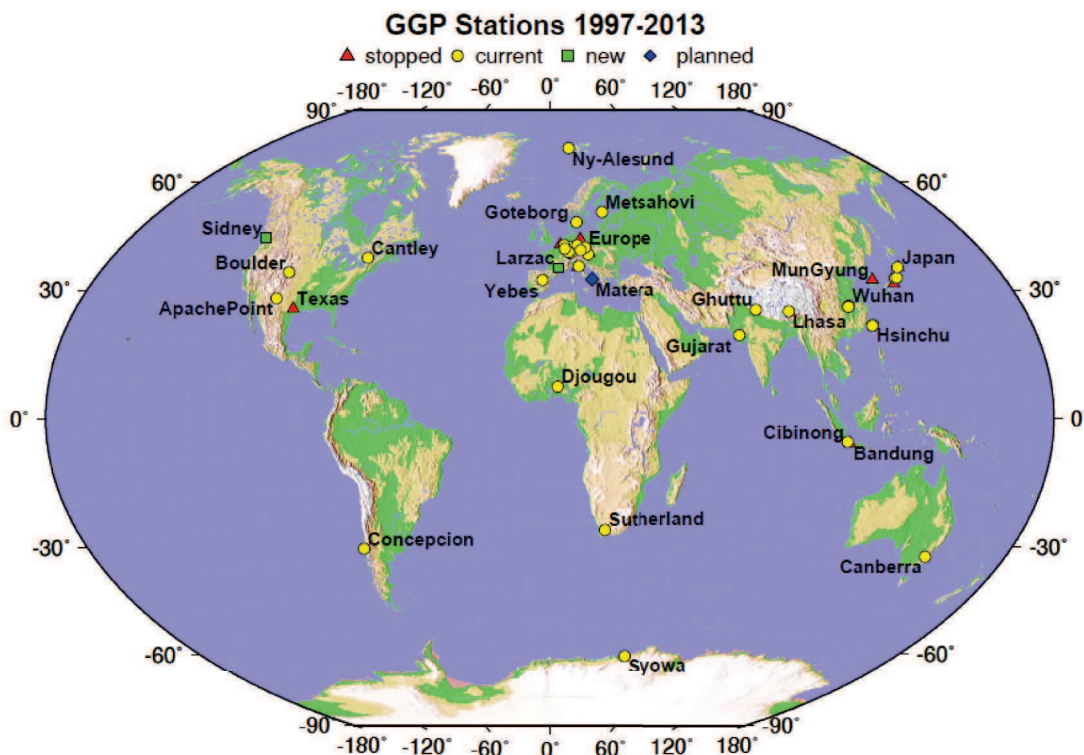 GGP Stations 1997-2013
stopped current new planned
-180˚ -120˚ -60˚ 0˚ 60˚ 120˚ 180˚
90˚ 90˚
Ny-Alesund
60˚ 60˚
Metsahovi
Goteborg
Sidney Europe
Cantley Larzac Japan
Boulder MunGyung
Yebes Matera Ghuttu Wuhan
30˚ 30˚
ApachePoint Texas Lhasa
Hsinchu
Gujarat
Djougou
0˚ 0˚
Cibinong
Bandung
Sutherland
Concepcion
-30˚ -30˚
Canberra
-60˚ -60˚
Syowa
-90˚ -90˚
-180˚ -120˚ -60˚ 0˚ 60˚ 120˚ 180˚